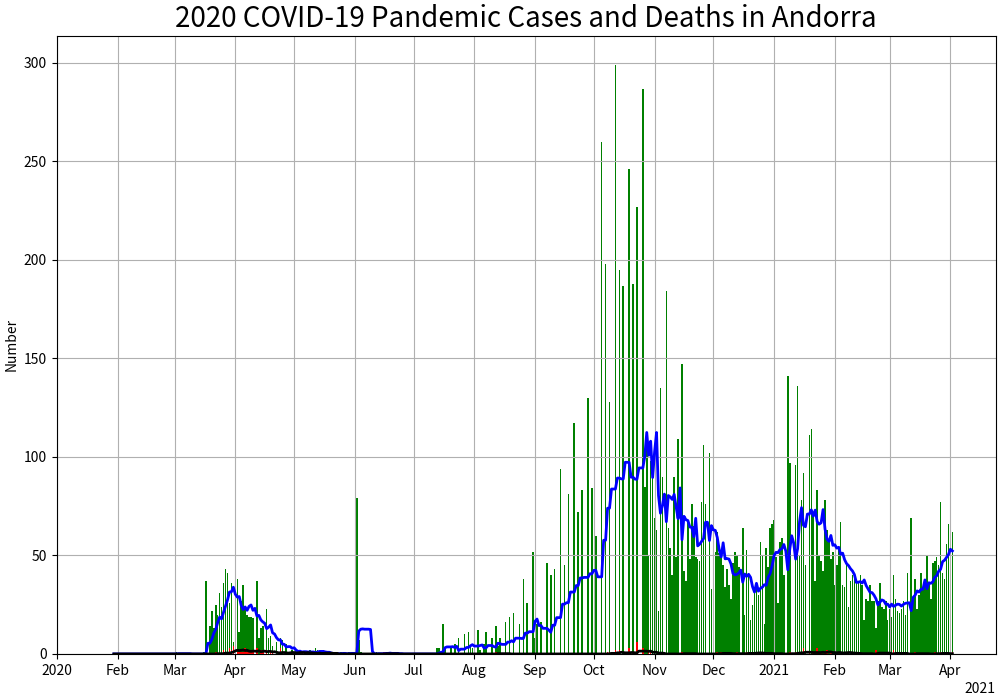 2020 COVID-19 Pandemic Cases and Deaths in Andorra
300
250
200
150
100
50
0
Number
2020 Feb Mar Apr May Jun Jul Aug Sep Oct Nov Dec 2021 Feb Mar Apr
2021